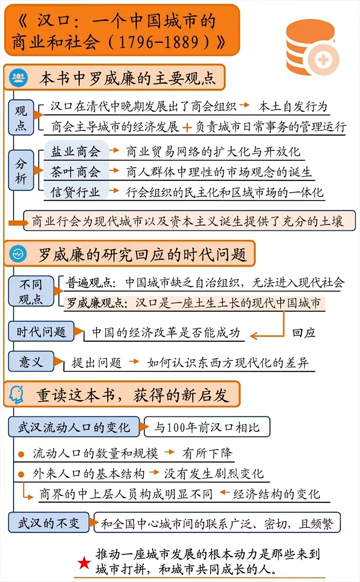 《 汉口：一个中国城市的
商业和社会（1796-1889）》
本书中罗威廉的主要观点
观点
汉口在清代中晚期发展出了商会组织 → 本土自发行为
商会主导城市的经济发展 + 负责城市日常事务的管理运行
分析
盐业商会 → 商业贸易网络的扩大化与开放化
茶叶商会 → 商人群体中理性的市场观念的诞生
信贷行业 → 行会组织的民主化和区域市场的一体化
商业行会为现代城市以及资本主义诞生提供了充分的土壤
罗威廉的研究回应的时代问题
不同观点
普遍观点：中国城市缺乏自治组织，无法进入现代社会
罗威廉观点：汉口是一座土生土长的现代中国城市
时代问题 → 中国的经济改革是否能成功 回应
意义 → 提出问题 → 如何认识东西方现代化的差异
重读这本书，获得的新启发
武汉流动人口的变化 与100年前汉口相比
流动人口的数量和规模 → 有所下降
外来人口的基本结构 → 没有发生剧烈变化
商界的中上层人员构成明显不同 ← 经济结构的变化
武汉的不变 和全国中心城市间的联系广泛、密切，且频繁
★ 推动一座城市发展的根本动力是那些来到
城市打拼，和城市共同成长的人。